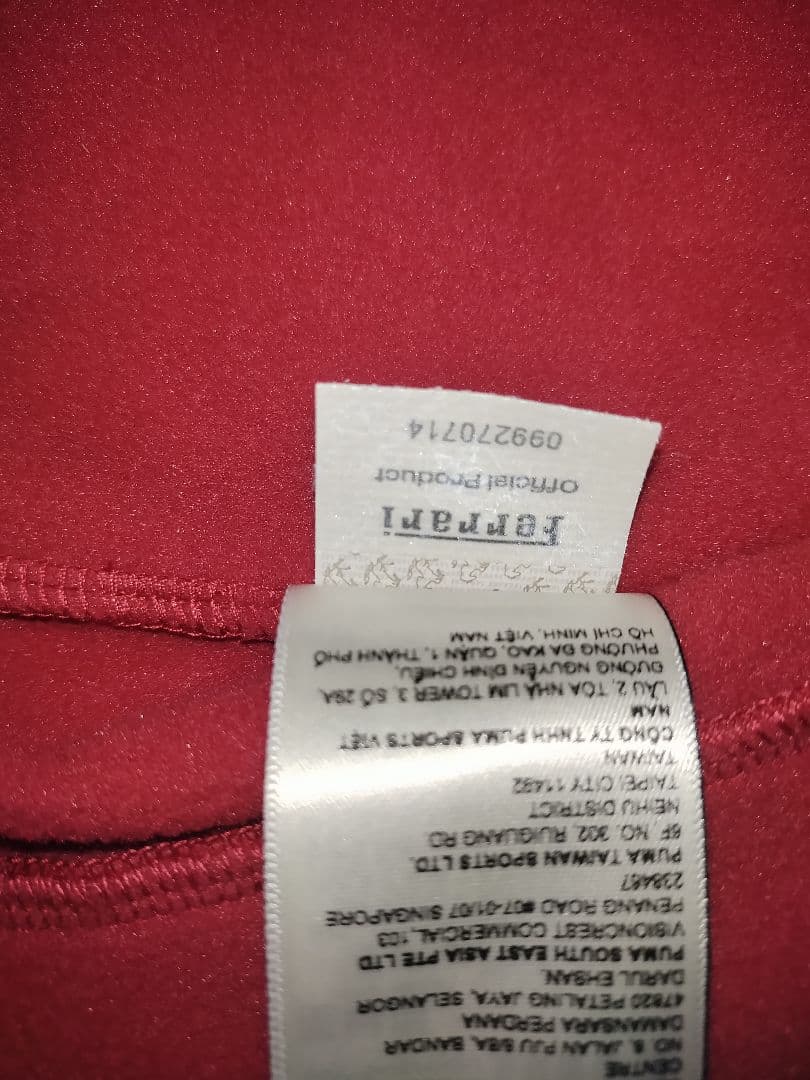 CENTRE
NO. 8, JALAN PJU 8/8A, BANDAR
DAMANSARA PERDANA
47820 PETALING JAYA, SELANGOR
DARUL EHSAN.
PUMA SOUTH EAST ASIA PTE LTD
VISIONCREST COMMERCIAL, 103
PENANG ROAD #07-01/07 SINGAPORE
238467
PUMA TAIWAN SPORTS LTD.
6F, NO. 302, RUIGUANG RD
NEIHU DISTRICT
TAIPEI CITY 11492
TAIWAN
CÔNG TY TNHH PUMA SPORTS VIỆT
NAM
LẦU 2, TÒA NHÀ LIM TOWER 3, SỐ 29A,
ĐƯỜNG NGUYỄN ĐÌNH CHIỂU,
PHƯỜNG ĐA KAO, QUẬN 1, THÀNH PHỐ
HỒ CHÍ MINH, VIỆT NAM
Ferrari
Official Product
099270714